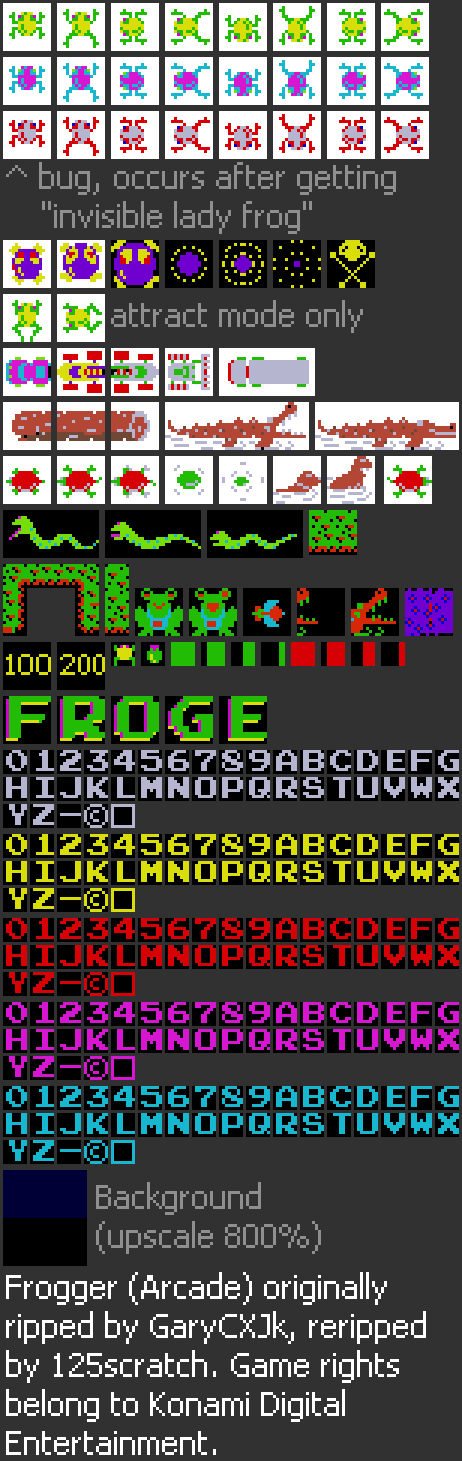 ^ bug, occurs after getting
"invisible lady frog"
attract mode only
100 200
FROGE
0123456789ABCDEFG
HIJKLMNOPQRSTUVWX
YZ-©□
0123456789ABCDEFG
HIJKLMNOPQRSTUVWX
YZ-©□
0123456789ABCDEFG
HIJKLMNOPQRSTUVWX
YZ-©□
0123456789ABCDEFG
HIJKLMNOPQRSTUVWX
YZ-©□
0123456789ABCDEFG
HIJKLMNOPQRSTUVWX
YZ-©□
Background
(upscale 800%)
Frogger (Arcade) originally
ripped by GaryCXJk, reripped
by 125scratch. Game rights
belong to Konami Digital
Entertainment.